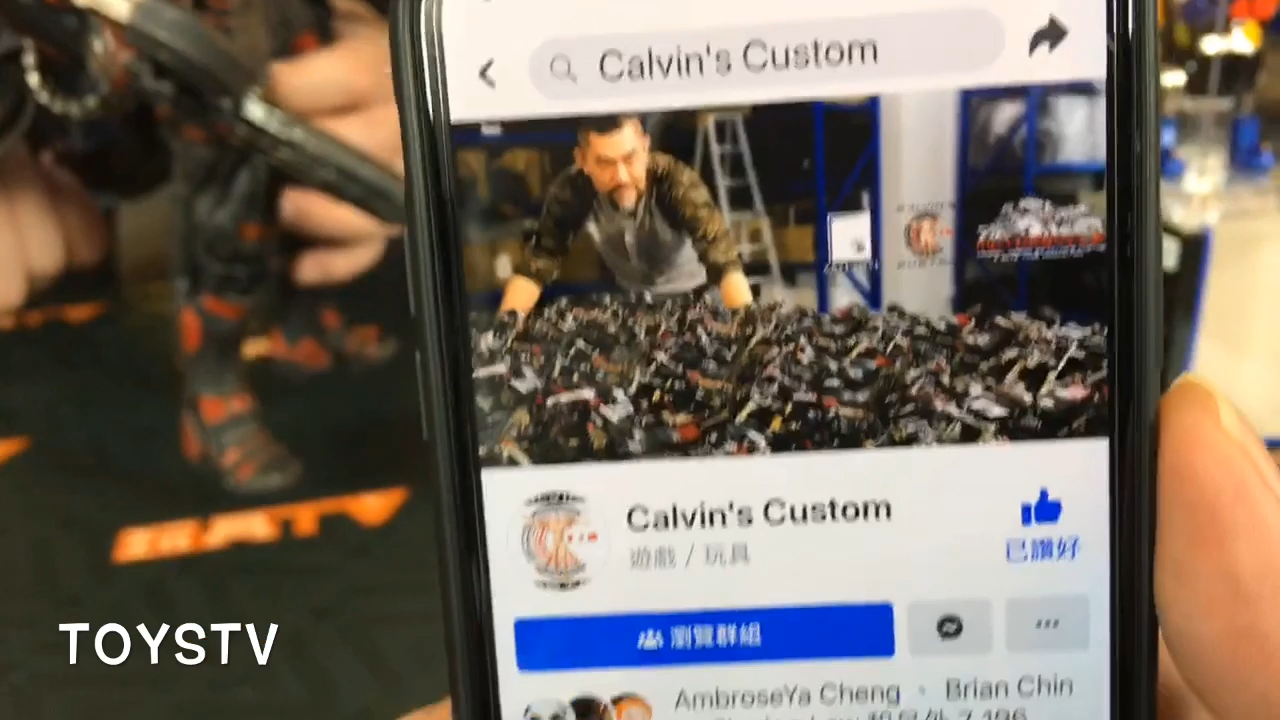 Calvin's Custom
Calvin's Custom
遊戲 / 玩具
已讚好
瀏覽群組
AmbroseYa Cheng · Brian Chin
TOYSTV